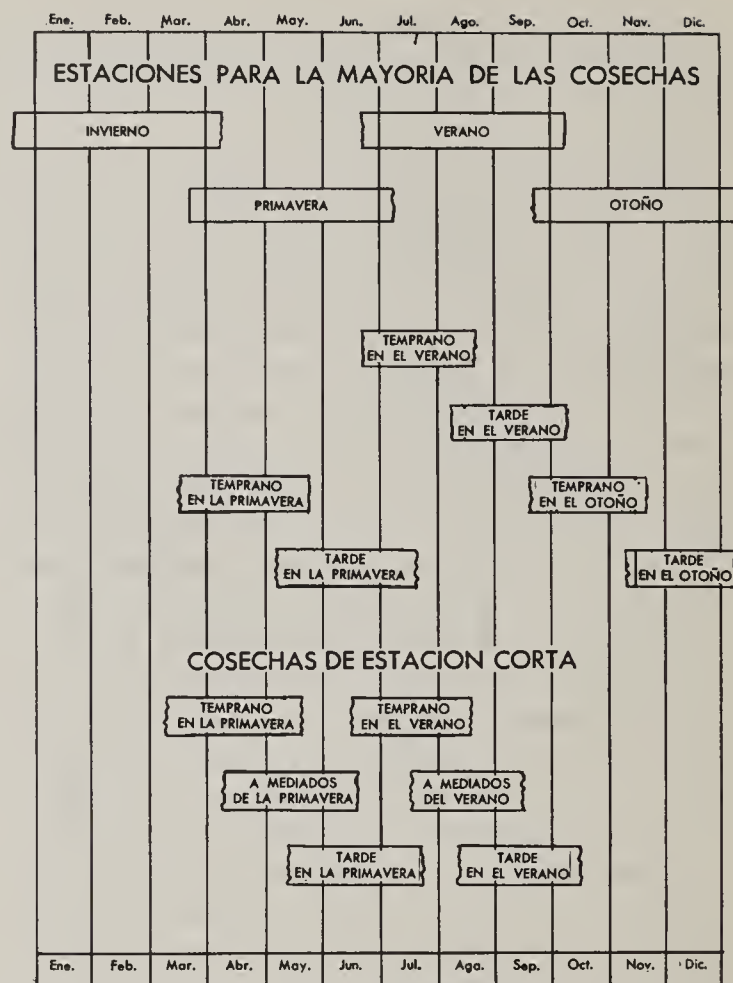 Ene. Feb. Mar. Abr. May. Jun. Jul. Ago. Sep. Oct. Nov. Dic.
ESTACIONES PARA LA MAYORIA DE LAS COSECHAS
INVIERNO
VERANO
PRIMAVERA
OTOÑO
TEMPRANO
EN EL VERANO
TARDE
EN EL VERANO
TEMPRANO
EN LA PRIMAVERA
TEMPRANO
EN EL OTOÑO
TARDE
EN LA PRIMAVERA
TARDE
EN EL OTOÑO
COSECHAS DE ESTACION CORTA
TEMPRANO
EN LA PRIMAVERA
TEMPRANO
EN EL VERANO
A MEDIADOS
DE LA PRIMAVERA
A MEDIADOS
DEL VERANO
TARDE
EN LA PRIMAVERA
TARDE
EN EL VERANO
Ene. Feb. Mar. Abr. May. Jun. Jul. Ago. Sep. Oct. Nov. Dic.